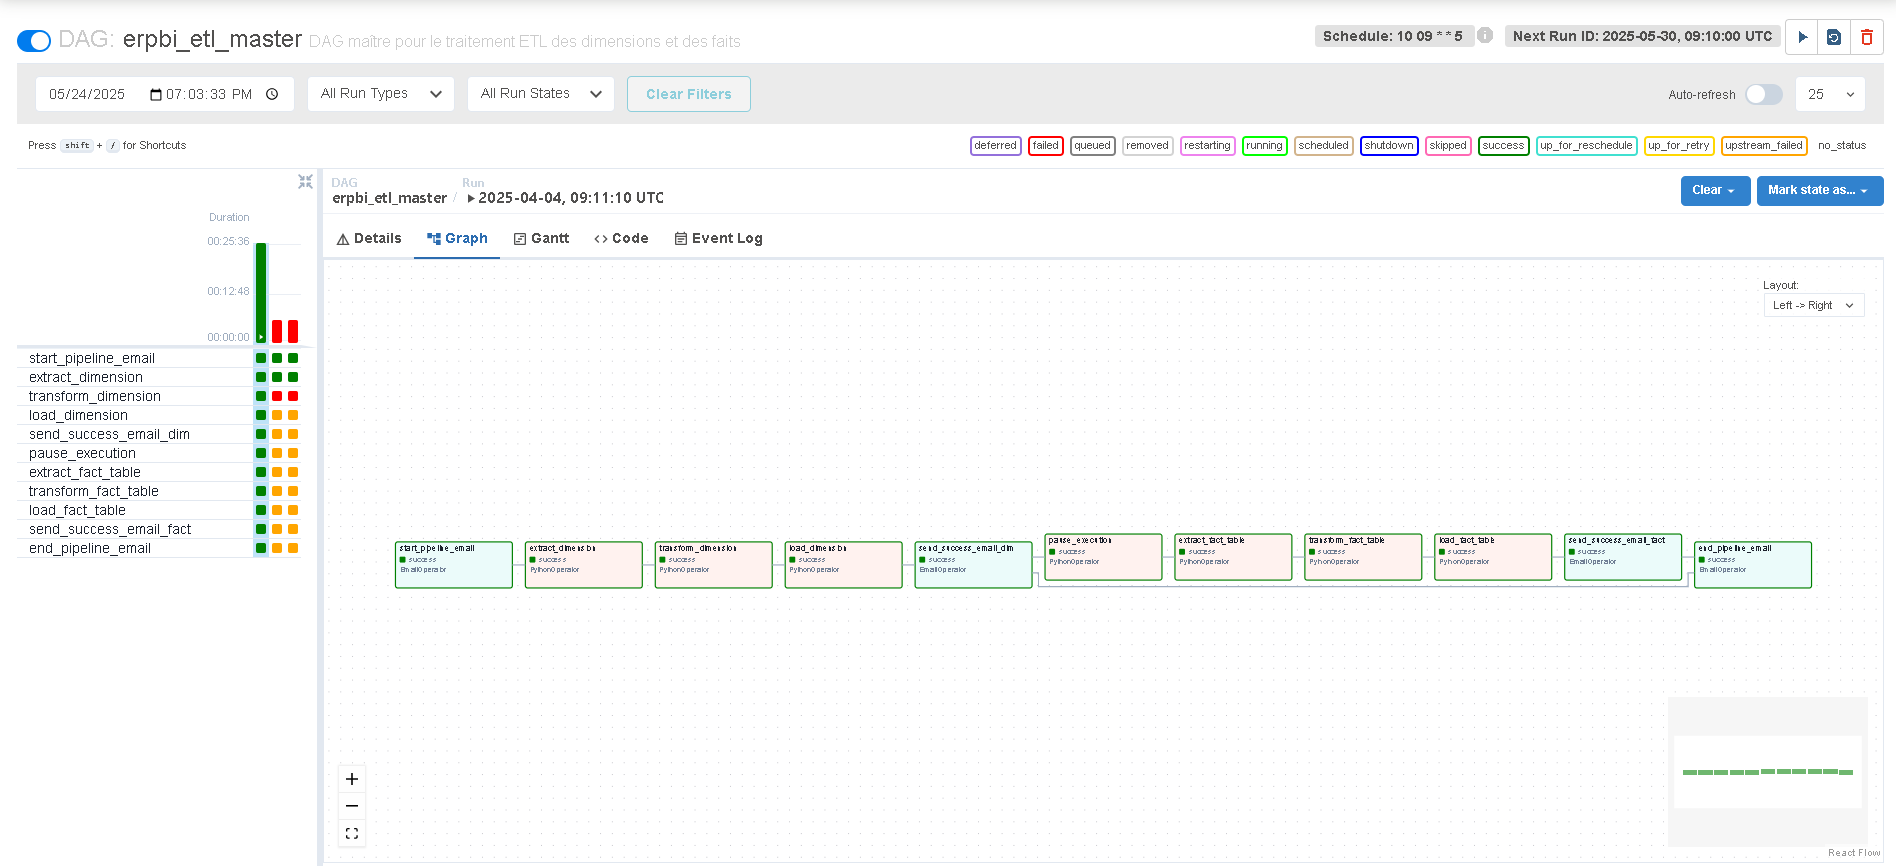 DAG: erpbi_etl_master DAG maître pour le traitement ETL des dimensions et des faits
Schedule: 10 09 * * 5
Next Run ID: 2025-05-30, 09:10:00 UTC
05/24/2025 07:03:33 PM
All Run Types
All Run States
Clear Filters
Auto-refresh
25
Press shift + / for Shortcuts
deferred
failed
queued
removed
restarting
running
scheduled
shutdown
skipped
success
up_for_reschedule
up_for_retry
upstream_failed
no_status
DAG
erpbi_etl_master /
Run
2025-04-04, 09:11:10 UTC
Clear
Mark state as...
Duration
00:25:36
00:12:48
00:00:00
start_pipeline_email
extract_dimension
transform_dimension
load_dimension
send_success_email_dim
pause_execution
extract_fact_table
transform_fact_table
load_fact_table
send_success_email_fact
end_pipeline_email
Details
Graph
Gantt
Code
Event Log
Layout:
Left -> Right
start_pipeline_email
success
EmailOperator
extract_dimension
success
PythonOperator
transform_dimension
success
PythonOperator
load_dimension
success
PythonOperator
send_success_email_dim
success
EmailOperator
pause_execution
success
PythonOperator
extract_fact_table
success
PythonOperator
transform_fact_table
success
PythonOperator
load_fact_table
success
PythonOperator
send_success_email_fact
success
EmailOperator
end_pipeline_email
success
EmailOperator
React Flow